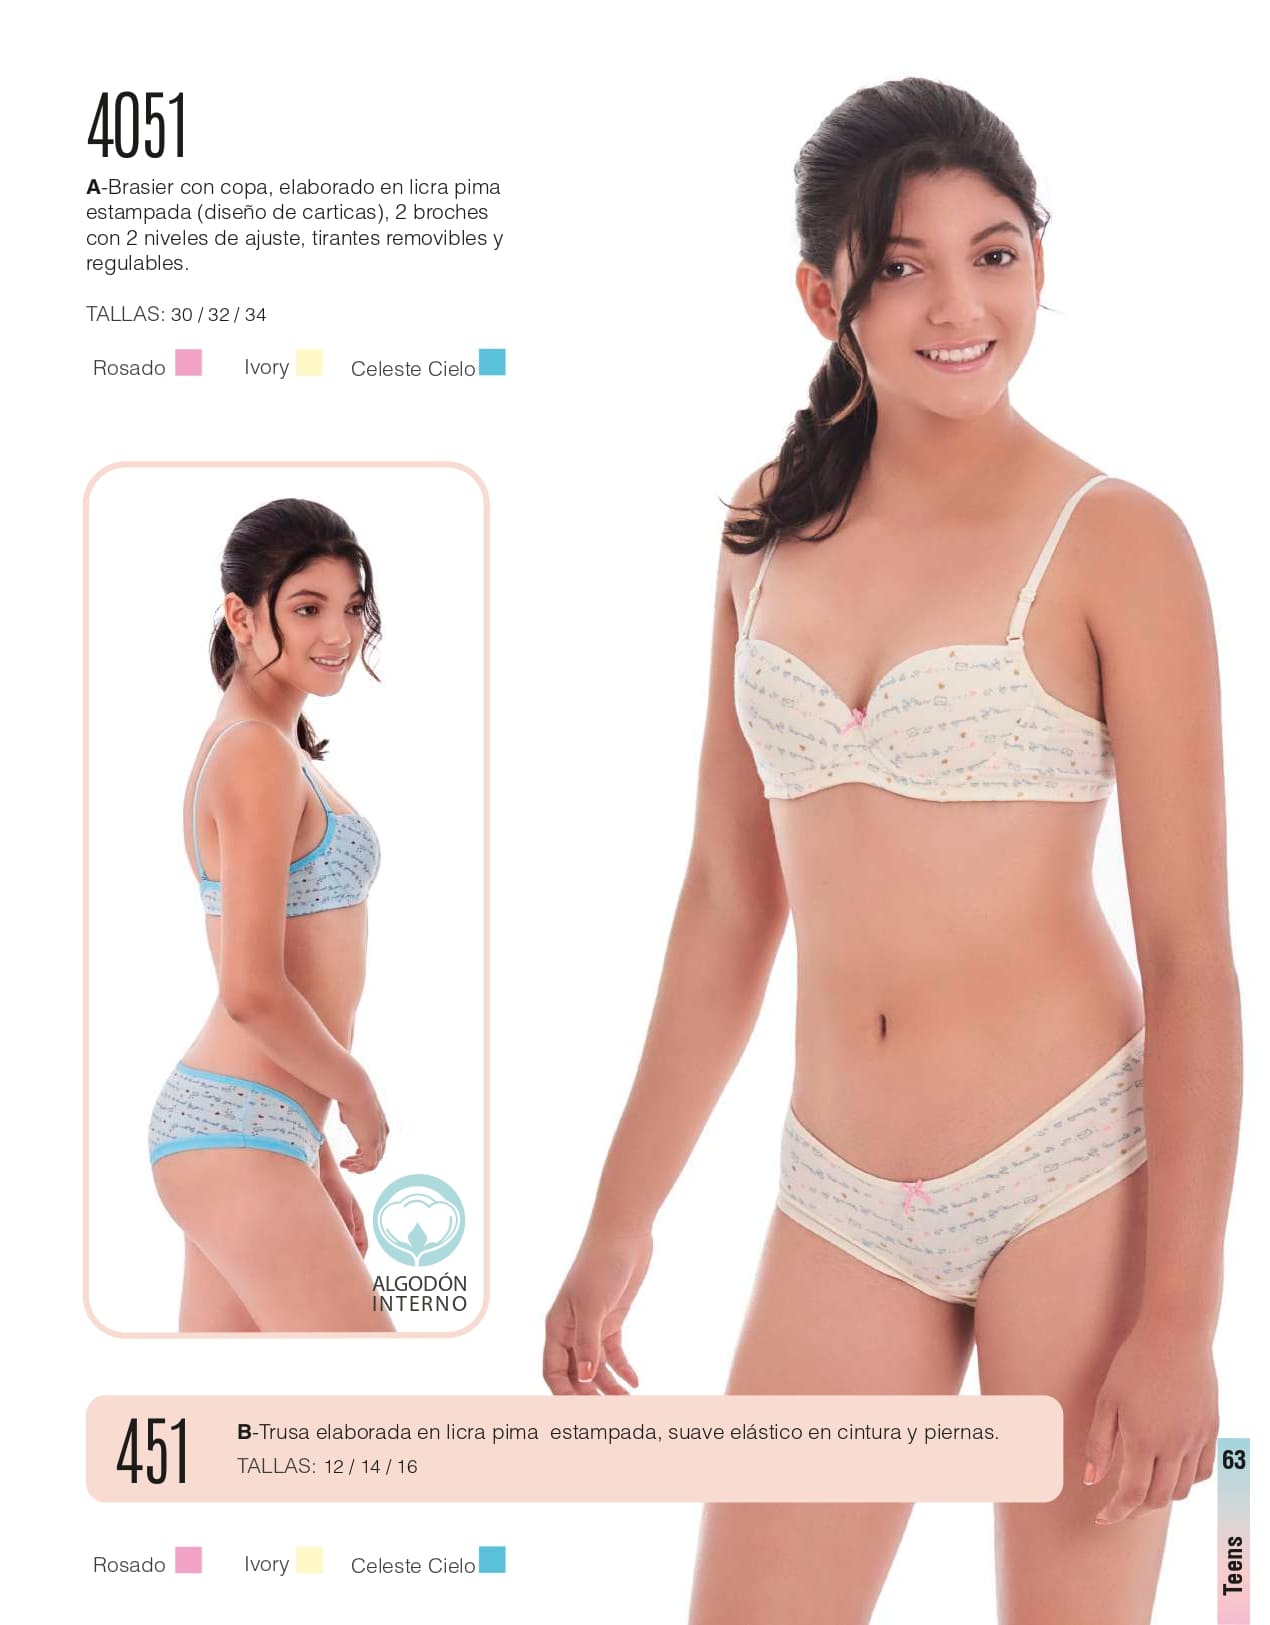 4051
A-Brasier con copa, elaborado en licra pima
estampada (diseño de carticas), 2 broches
con 2 niveles de ajuste, tirantes removibles y
regulables.
TALLAS: 30 / 32 / 34
Rosado
Ivory
Celeste Cielo
ALGODÓN
INTERNO
451
B-Trusa elaborada en licra pima  estampada, suave elástico en cintura y piernas.
TALLAS: 12 / 14 / 16
Rosado
Ivory
Celeste Cielo
63
Teens